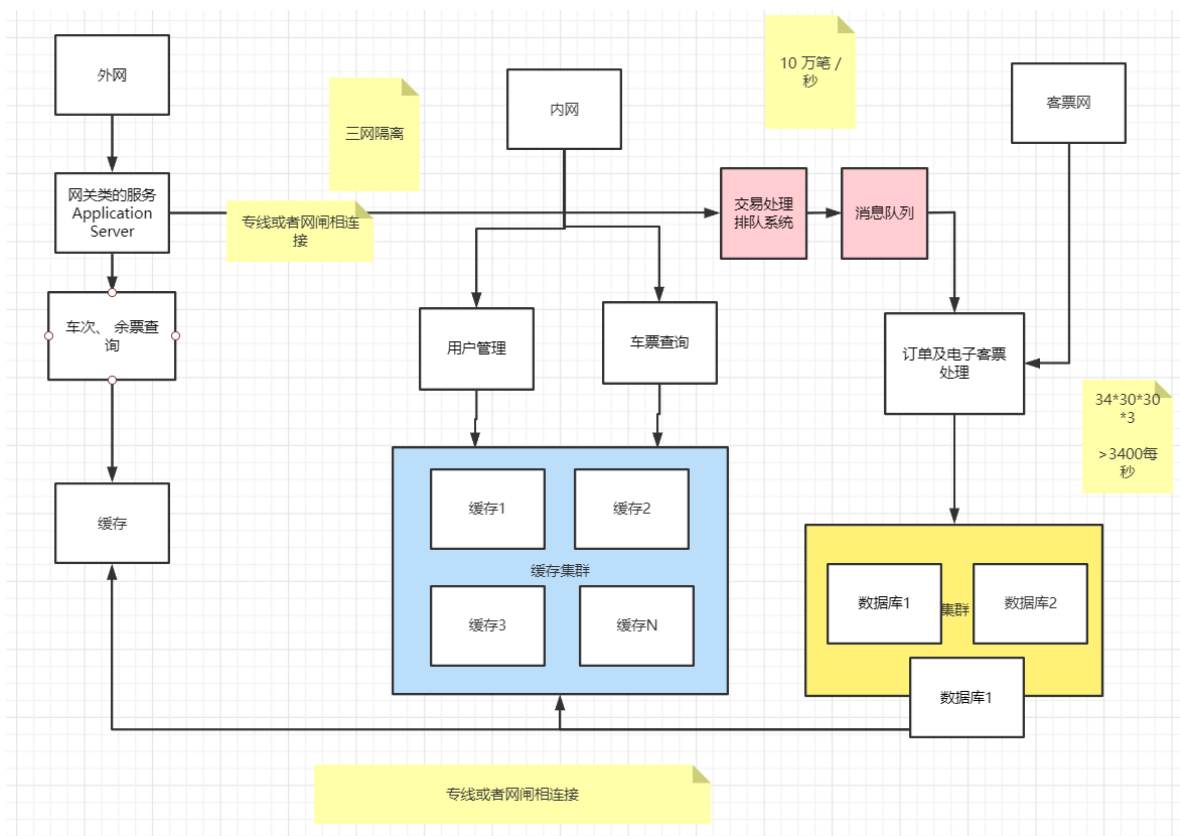 外网
10 万笔 /
秒
内网
客票网
三网隔离
网关类的服务
Application
Server
专线或者网闸相连
接
交易处理
排队系统
消息队列
车次、 余票查
询
用户管理
车票查询
订单及电子客票
处理
34*30*30
*3
>3400每
秒
缓存
缓存1
缓存2
缓存集群
缓存3
缓存N
数据库1
集群
数据库2
数据库1
专线或者网闸相连接